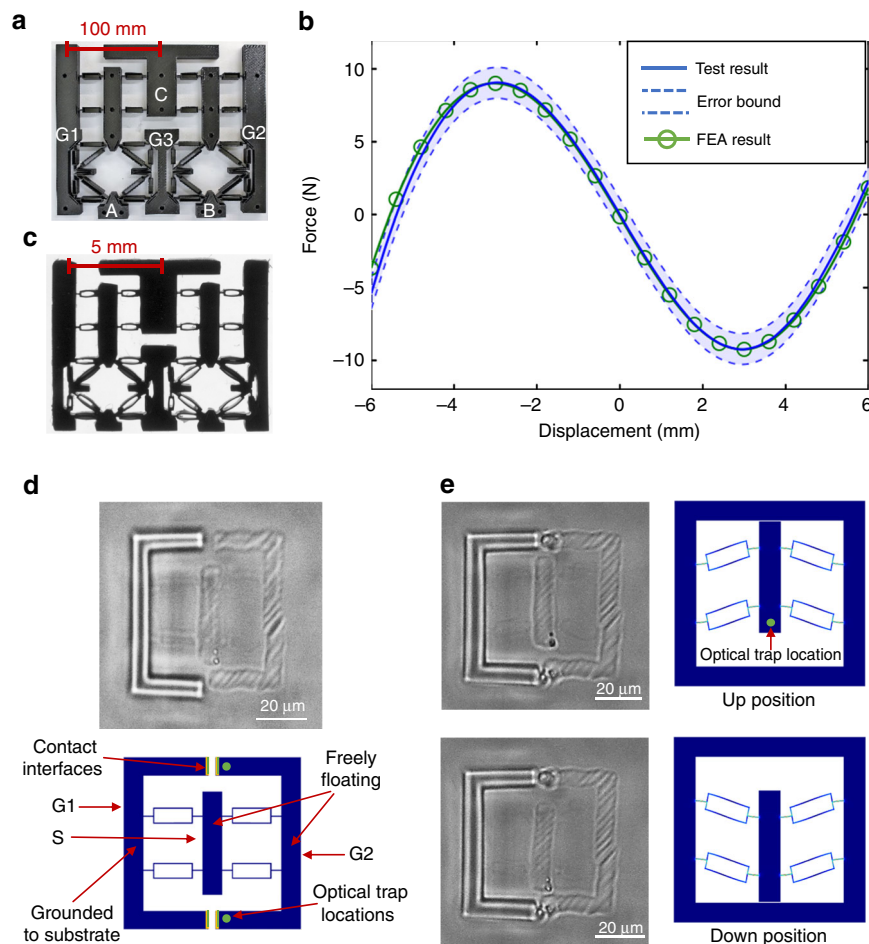 a
100 mm
C
G1
G3
G2
A
B
c
5 mm
b
10
5
0
−5
−10
Force (N)
−6
−4
−2
0
2
4
6
Displacement (mm)
Test result
Error bound
FEA result
d
20 μm
Contact
interfaces
Freely
floating
G1
S
G2
Grounded
to substrate
Optical trap
locations
e
20 μm
Optical trap location
Up position
20 μm
Down position